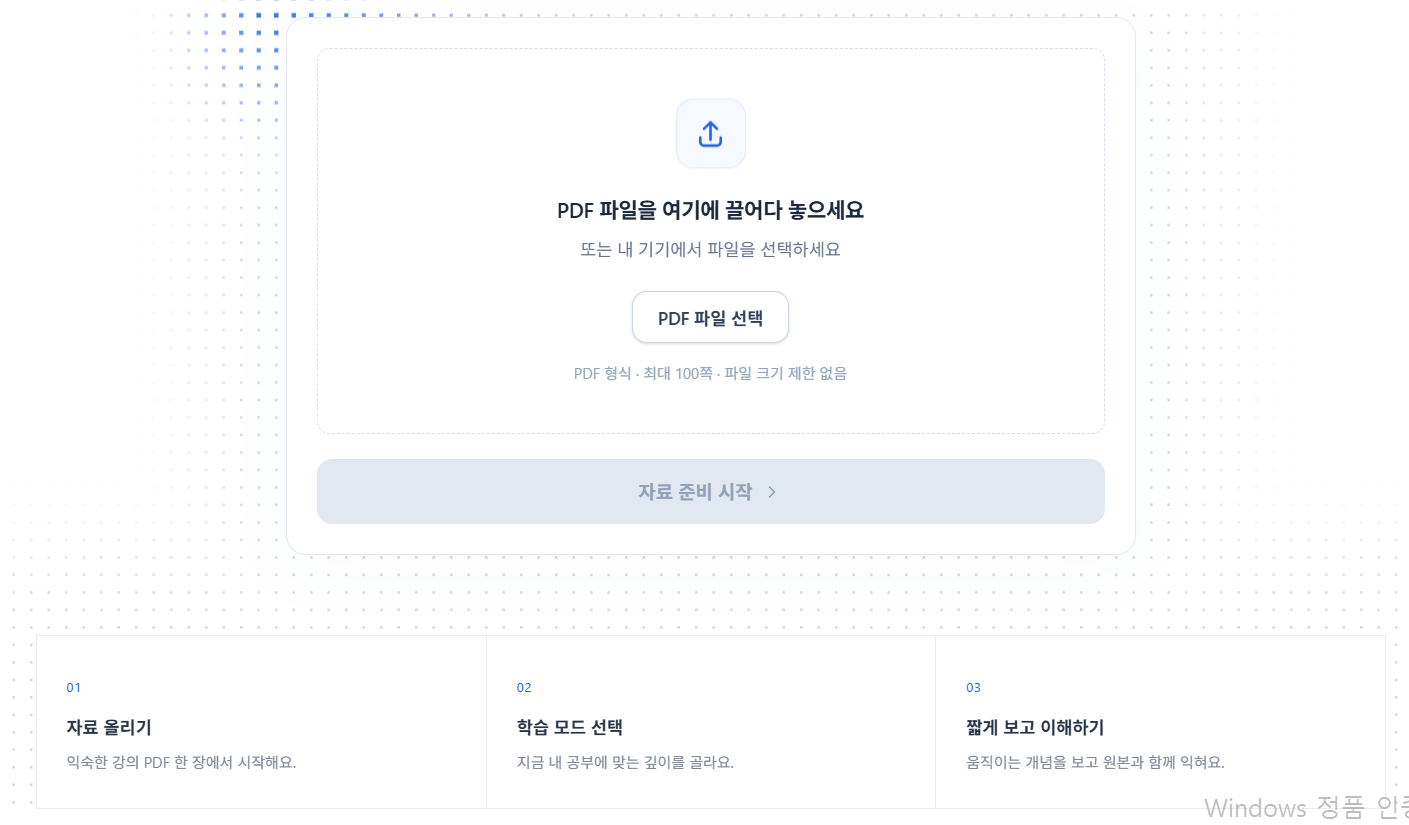 PDF 파일을 여기에 끌어다 놓으세요
또는 내 기기에서 파일을 선택하세요
PDF 파일 선택
PDF 형식 · 최대 100쪽 · 파일 크기 제한 없음
자료 준비 시작
01
자료 올리기
익숙한 강의 PDF 한 장에서 시작해요.
02
학습 모드 선택
지금 내 공부에 맞는 깊이를 골라요.
03
짧게 보고 이해하기
움직이는 개념을 보고 원본과 함께 익혀요.
Windows 정품